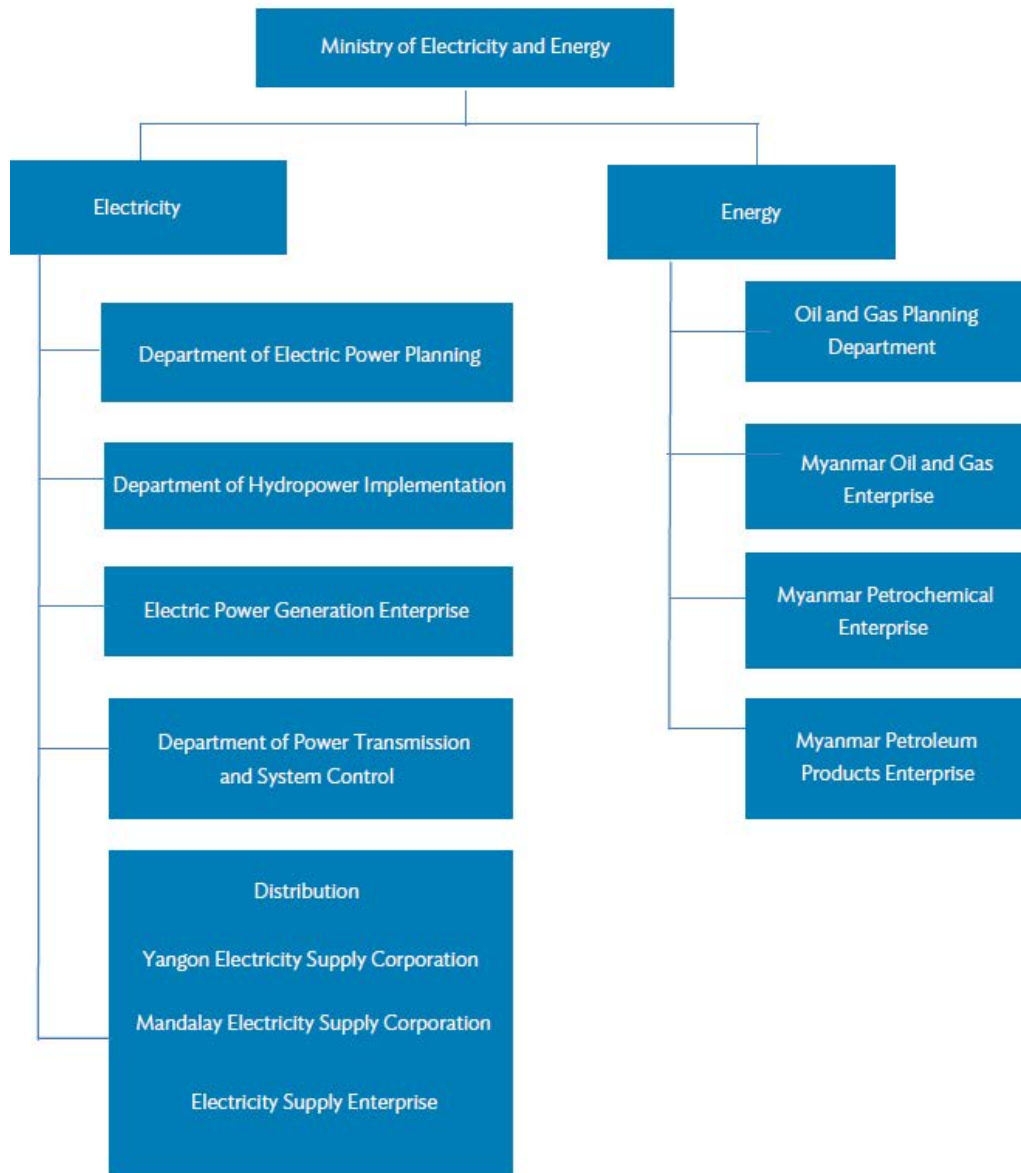 Ministry of Electricity and Energy
Electricity
Energy
Department of Electric Power Planning
Department of Hydropower Implementation
Electric Power Generation Enterprise
Department of Power Transmission
and System Control
Distribution
Yangon Electricity Supply Corporation
Mandalay Electricity Supply Corporation
Electricity Supply Enterprise
Oil and Gas Planning
Department
Myanmar Oil and Gas
Enterprise
Myanmar Petrochemical
Enterprise
Myanmar Petroleum
Products Enterprise